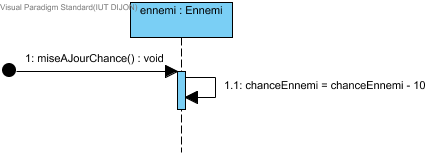 Visual Paradigm Standard(IUT DIJON)
ennemi : Ennemi
1: miseAJourChance() : void
1.1: chanceEnnemi = chanceEnnemi - 10